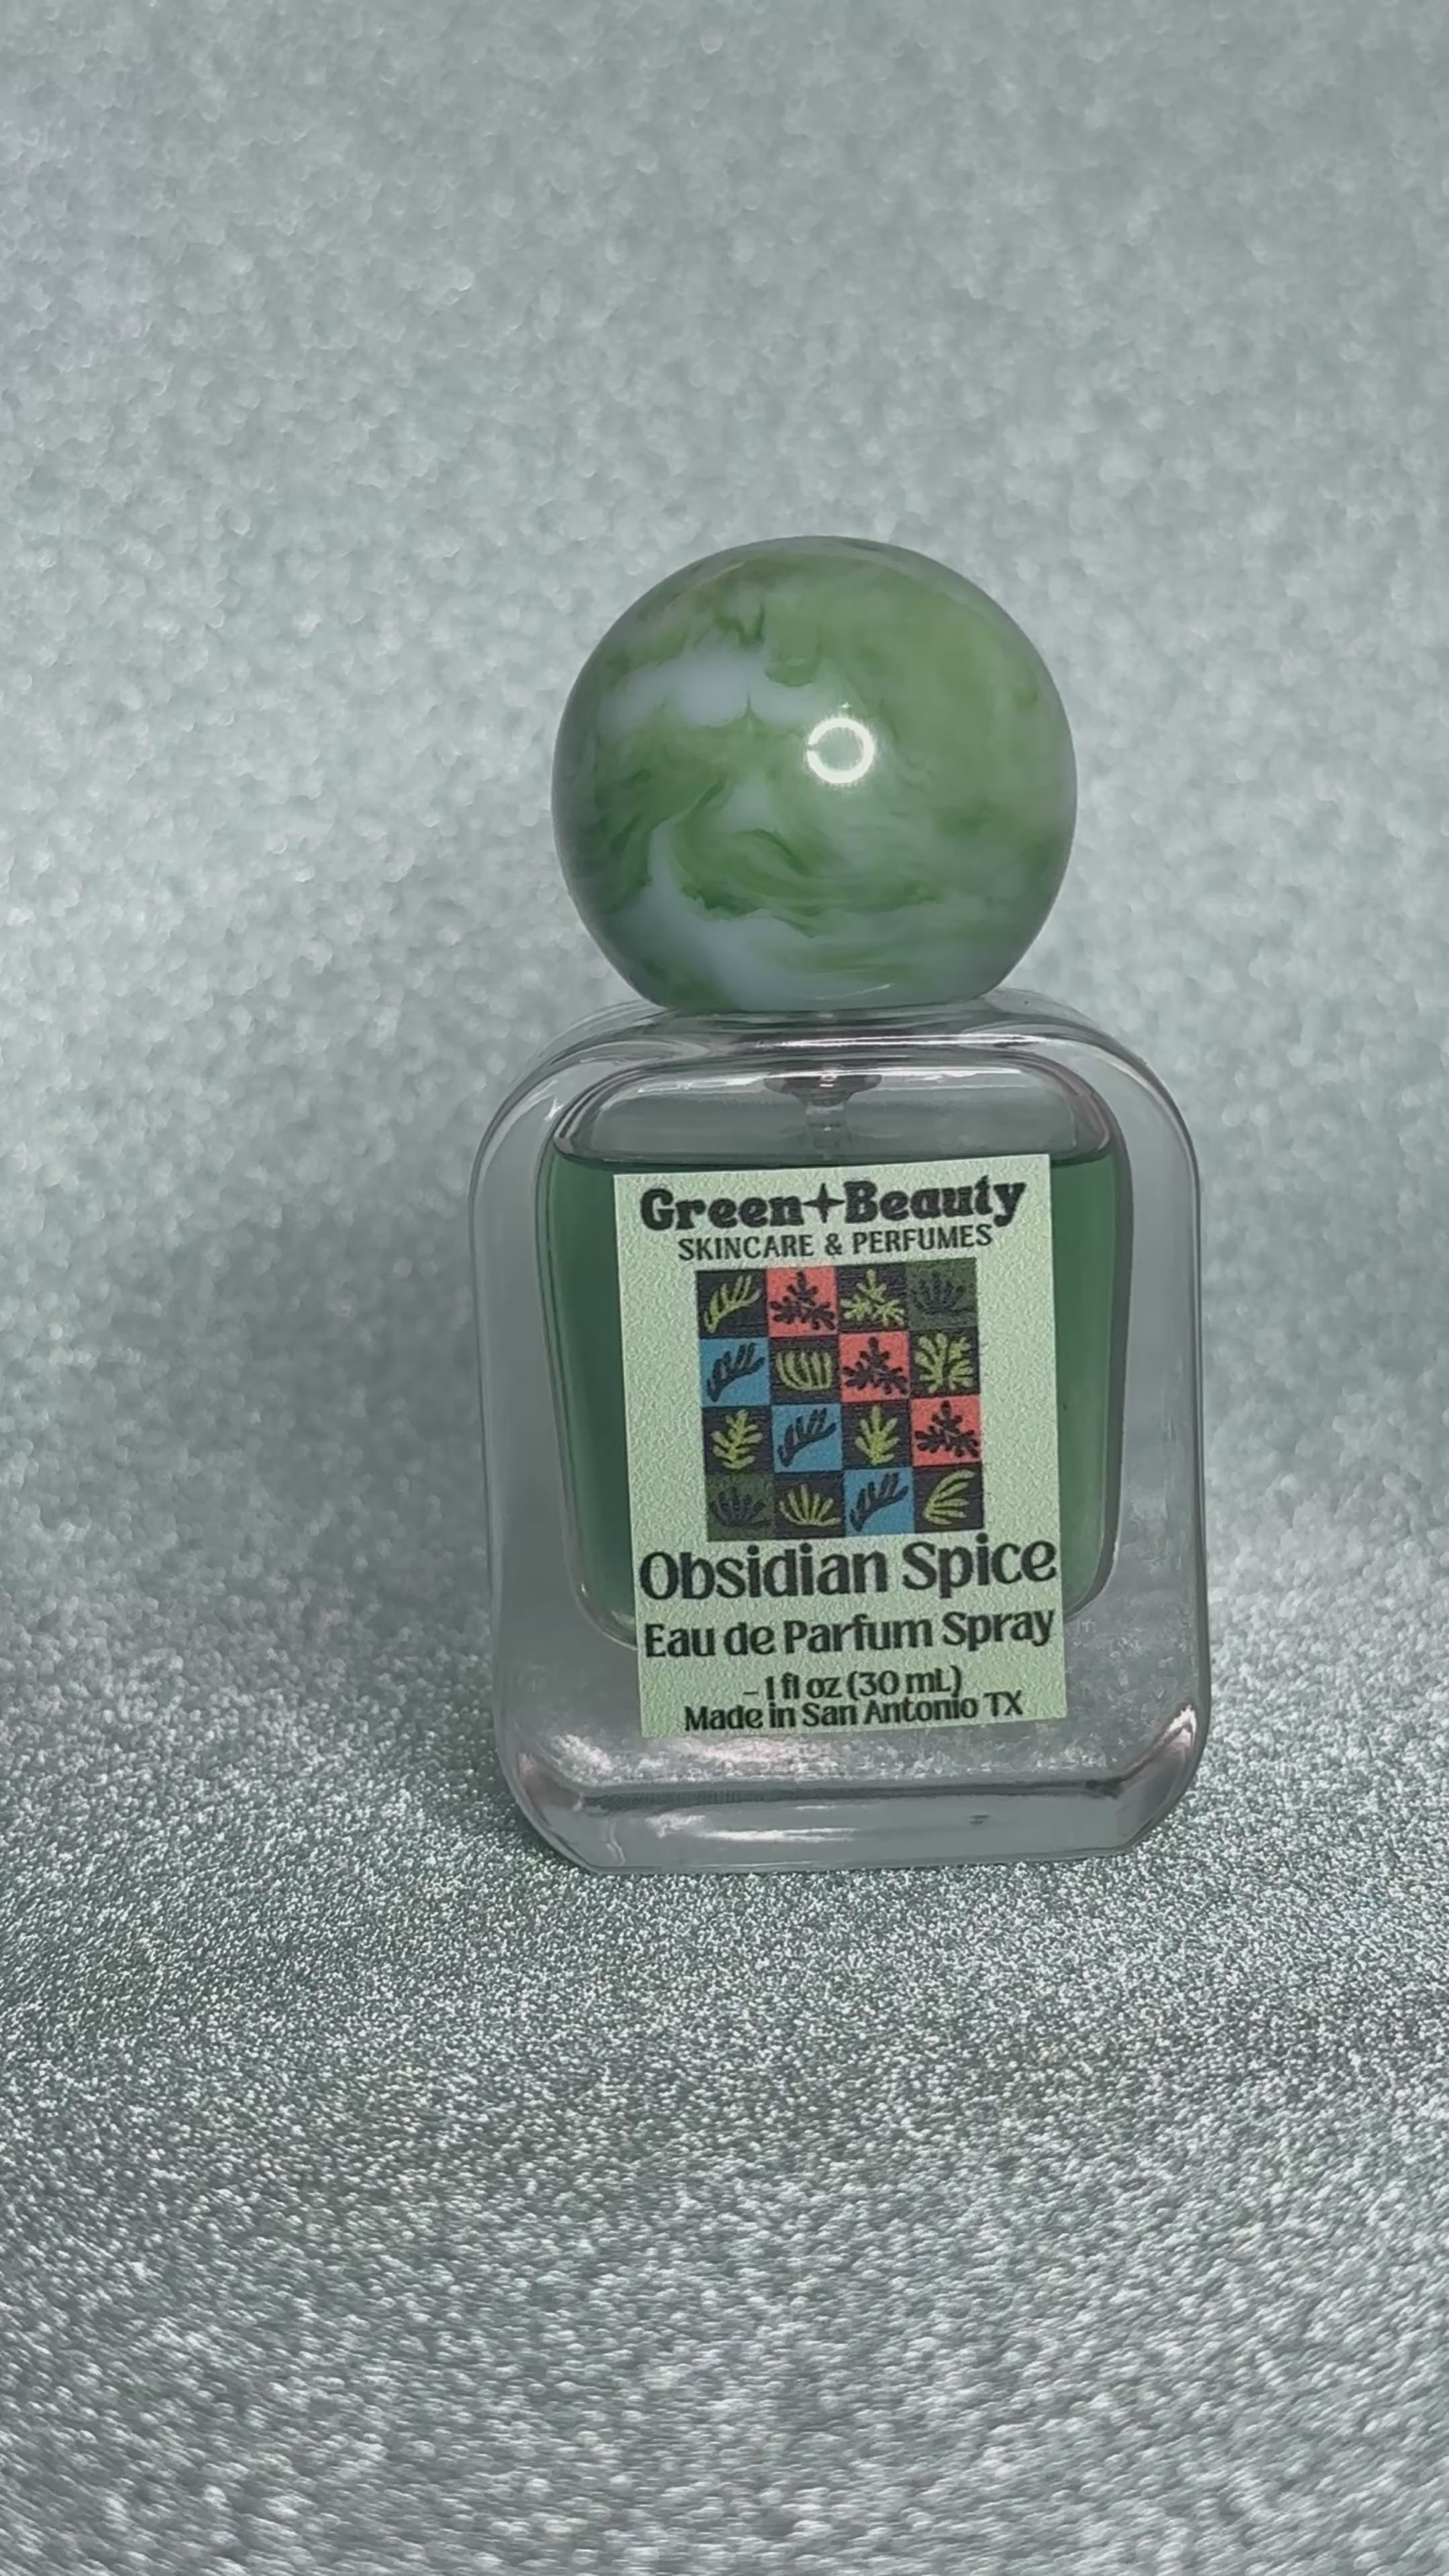 Green✦Beauty
SKINCARE & PERFUMES
Obsidian Spice
Eau de Parfum Spray
- 1 fl oz (30 mL)
Made in San Antonio TX